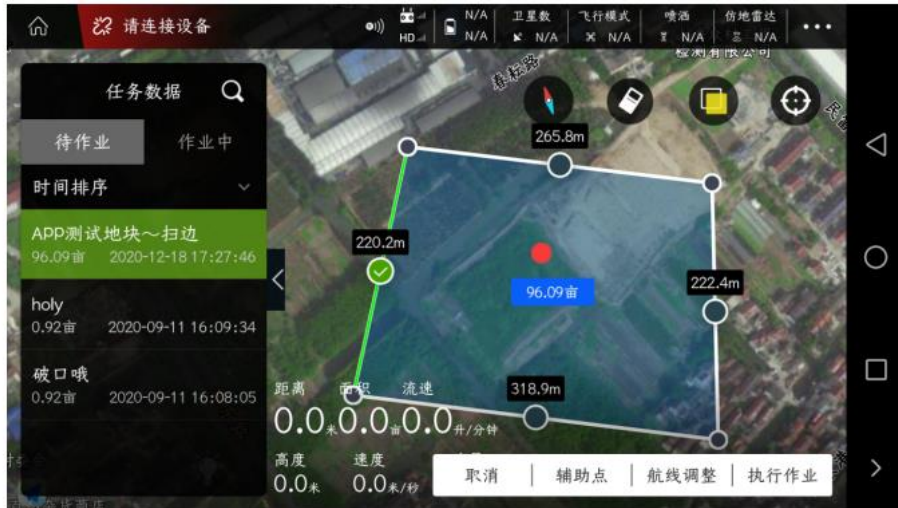 请连接设备
HD
N/A
N/A
卫星数
N/A
飞行模式
N/A
喷洒
N/A
仿地雷达
N/A
检测有限公司
春耘路
任务数据
待作业
作业中
时间排序
APP测试地块～扫边
96.09亩 2020-12-18 17:27:46
holy
0.92亩 2020-09-11 16:09:34
破口哦
0.92亩 2020-09-11 16:08:05
265.8m
220.2m
222.4m
96.09亩
318.9m
距离 面积 流速
0.0米 0.0亩 0.0升/分钟
高度 速度
0.0米 0.0米/秒
取消 辅助点 航线调整 执行作业